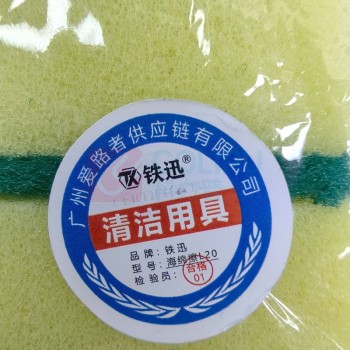 广州爱路者供应链有限公司
TX 铁迅®
清洁用具
品牌：铁迅
型号：海绵擦L20
检验员：合格
01